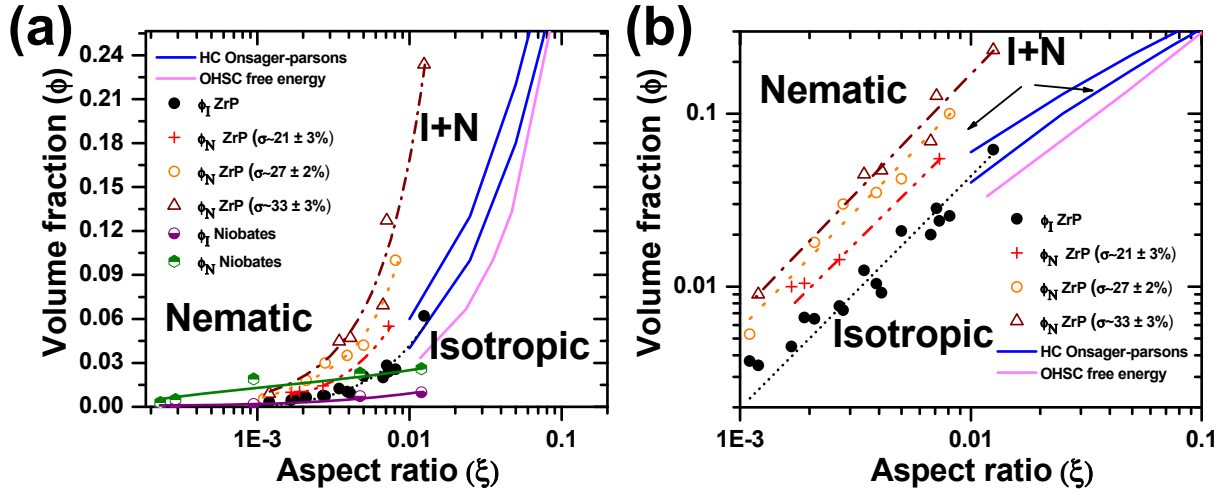 (a)
0.24
0.21
0.18
0.15
0.12
0.09
0.06
0.03
0.00
Volume fraction (ϕ)
HC Onsager-parsons
OHSC free energy
ϕI ZrP
ϕN ZrP (σ~21 ± 3%)
ϕN ZrP (σ~27 ± 2%)
ϕN ZrP (σ~33 ± 3%)
ϕI Niobates
ϕN Niobates
I+N
Nematic
Isotropic
1E-3
0.01
0.1
Aspect ratio (ξ)
(b)
0.1
0.01
Volume fraction (ϕ)
I+N
Nematic
Isotropic
ϕI ZrP
ϕN ZrP (σ~21 ± 3%)
ϕN ZrP (σ~27 ± 2%)
ϕN ZrP (σ~33 ± 3%)
HC Onsager-parsons
OHSC free energy
1E-3
0.01
0.1
Aspect ratio (ξ)